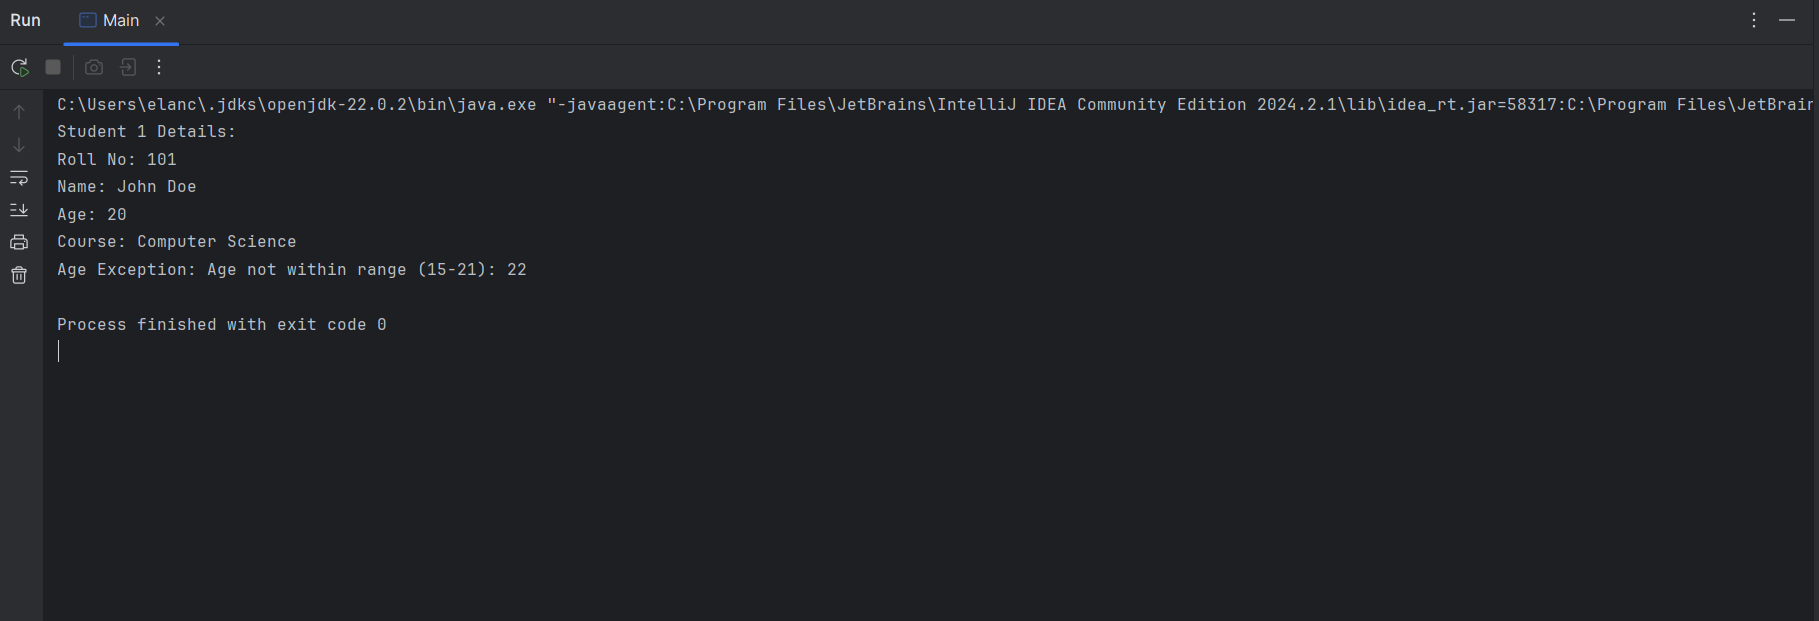 Run Main
C:\Users\elanc\.jdks\openjdk-22.0.2\bin\java.exe "-javaagent:C:\Program Files\JetBrains\IntelliJ IDEA Community Edition 2024.2.1\lib\idea_rt.jar=58317:C:\Program Files\JetBrain
Student 1 Details:
Roll No: 101
Name: John Doe
Age: 20
Course: Computer Science
Age Exception: Age not within range (15-21): 22
Process finished with exit code 0